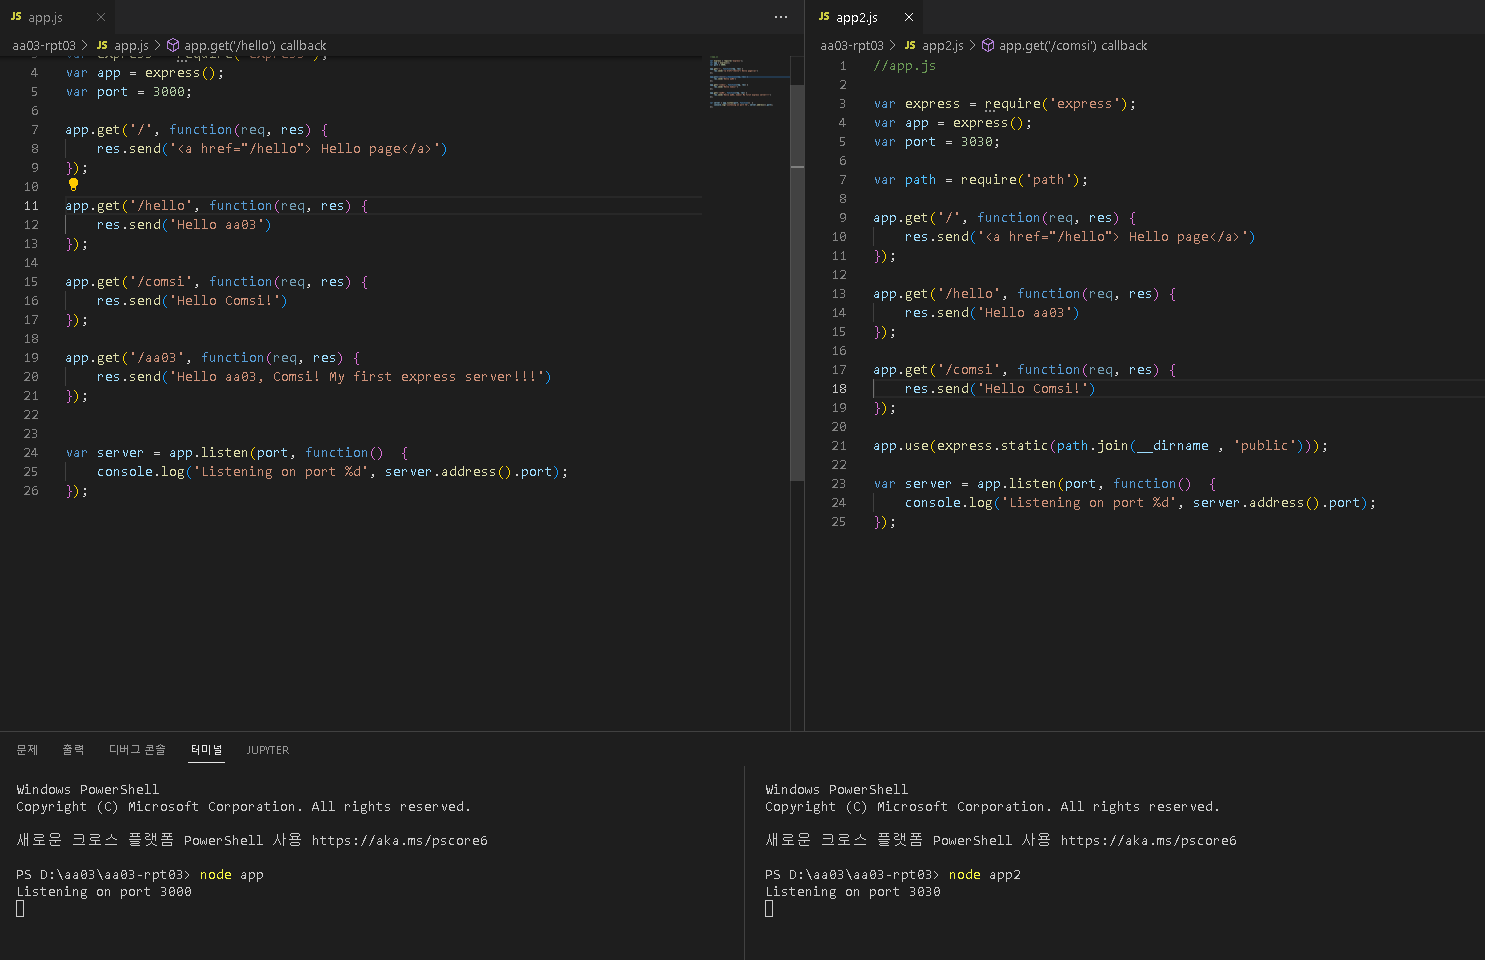 JS app.js ×
aa03-rpt03 > JS app.js > app.get('/hello') callback
3 var express = require('express');
4 var app = express();
5 var port = 3000;
6
7 app.get('/', function(req, res) {
8     res.send('<a href="/hello"> Hello page</a>')
9 });
10
11 app.get('/hello', function(req, res) {
12     res.send('Hello aa03')
13 });
14
15 app.get('/comsi', function(req, res) {
16     res.send('Hello Comsi!')
17 });
18
19 app.get('/aa03', function(req, res) {
20     res.send('Hello aa03, Comsi! My first express server!!!')
21 });
22
23
24 var server = app.listen(port, function()  {
25     console.log('Listening on port %d', server.address().port);
26 });
JS app2.js ×
aa03-rpt03 > JS app2.js > app.get('/comsi') callback
1 //app.js
2
3 var express = require('express');
4 var app = express();
5 var port = 3030;
6
7 var path = require('path');
8
9 app.get('/', function(req, res) {
10     res.send('<a href="/hello"> Hello page</a>')
11 });
12
13 app.get('/hello', function(req, res) {
14     res.send('Hello aa03')
15 });
16
17 app.get('/comsi', function(req, res) {
18     res.send('Hello Comsi!')
19 });
20
21 app.use(express.static(path.join(__dirname , 'public')));
22
23 var server = app.listen(port, function()  {
24     console.log('Listening on port %d', server.address().port);
25 });
문제 출력 디버그 콘솔 터미널 JUPYTER
Windows PowerShell
Copyright (C) Microsoft Corporation. All rights reserved.
새로운 크로스 플랫폼 PowerShell 사용 https://aka.ms/pscore6
PS D:\aa03\aa03-rpt03> node app
Listening on port 3000
Windows PowerShell
Copyright (C) Microsoft Corporation. All rights reserved.
새로운 크로스 플랫폼 PowerShell 사용 https://aka.ms/pscore6
PS D:\aa03\aa03-rpt03> node app2
Listening on port 3030